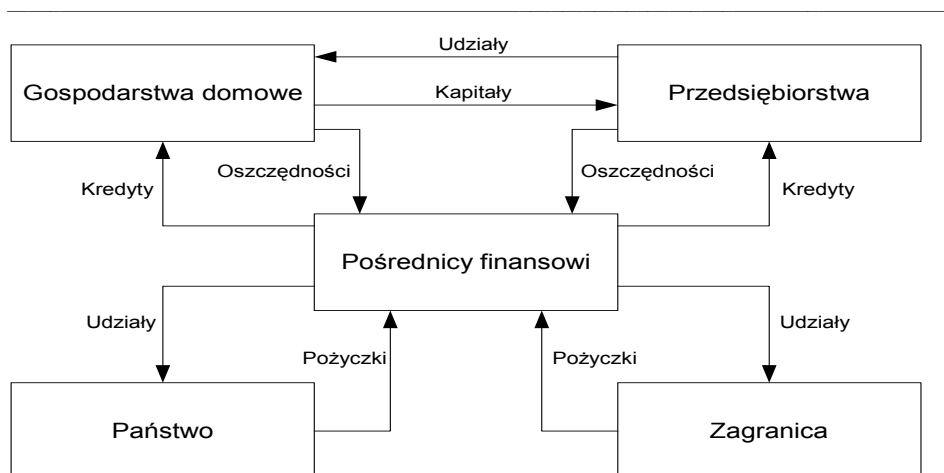 Udziały
Gospodarstwa domowe
Przedsiębiorstwa
Kapitały
Oszczędności
Oszczędności
Kredyty
Kredyty
Pośrednicy finansowi
Udziały
Udziały
Pożyczki
Pożyczki
Państwo
Zagranica